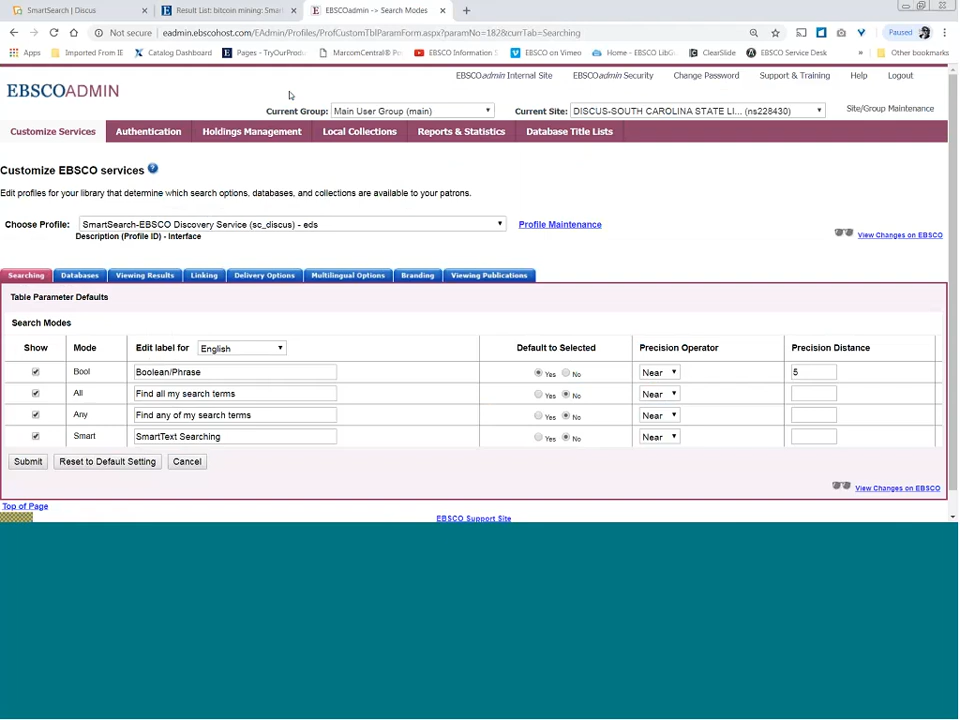 SmartSearch | Discus
Result List: bitcoin mining: Smar
EBSCOadmin -> Search Modes
Not secure | eadmin.ebscohost.com/EAdmin/Profiles/ProfCustomTblParamForm.aspx?paramNo=182&currTab=Searching
Paused
Apps Imported From IE Catalog Dashboard Pages - TryOurProdu MarcomCentral® Po EBSCO Information S EBSCO on Vimeo Home - EBSCO LibG ClearSlide EBSCO Service Desk » Other bookmarks
EBSCOadmin Internal Site EBSCOadmin Security Change Password Support & Training Help Logout
EBSCOADMIN
Current Group: Main User Group (main) Current Site: DISCUS-SOUTH CAROLINA STATE LI... (ns228430) Site/Group Maintenance
Customize Services Authentication Holdings Management Local Collections Reports & Statistics Database Title Lists
Customize EBSCO services ?
Edit profiles for your library that determine which search options, databases, and collections are available to your patrons.
Choose Profile: SmartSearch-EBSCO Discovery Service (sc_discus) - eds Profile Maintenance
Description (Profile ID) - Interface
View Changes on EBSCO
Searching Databases Viewing Results Linking Delivery Options Multilingual Options Branding Viewing Publications
Table Parameter Defaults
Search Modes
Show Mode Edit label for English Default to Selected Precision Operator Precision Distance
Bool Boolean/Phrase Yes No Near 5
All Find all my search terms Yes No Near
Any Find any of my search terms Yes No Near
Smart SmartText Searching Yes No Near
Submit Reset to Default Setting Cancel
View Changes on EBSCO
Top of Page
EBSCO Support Site